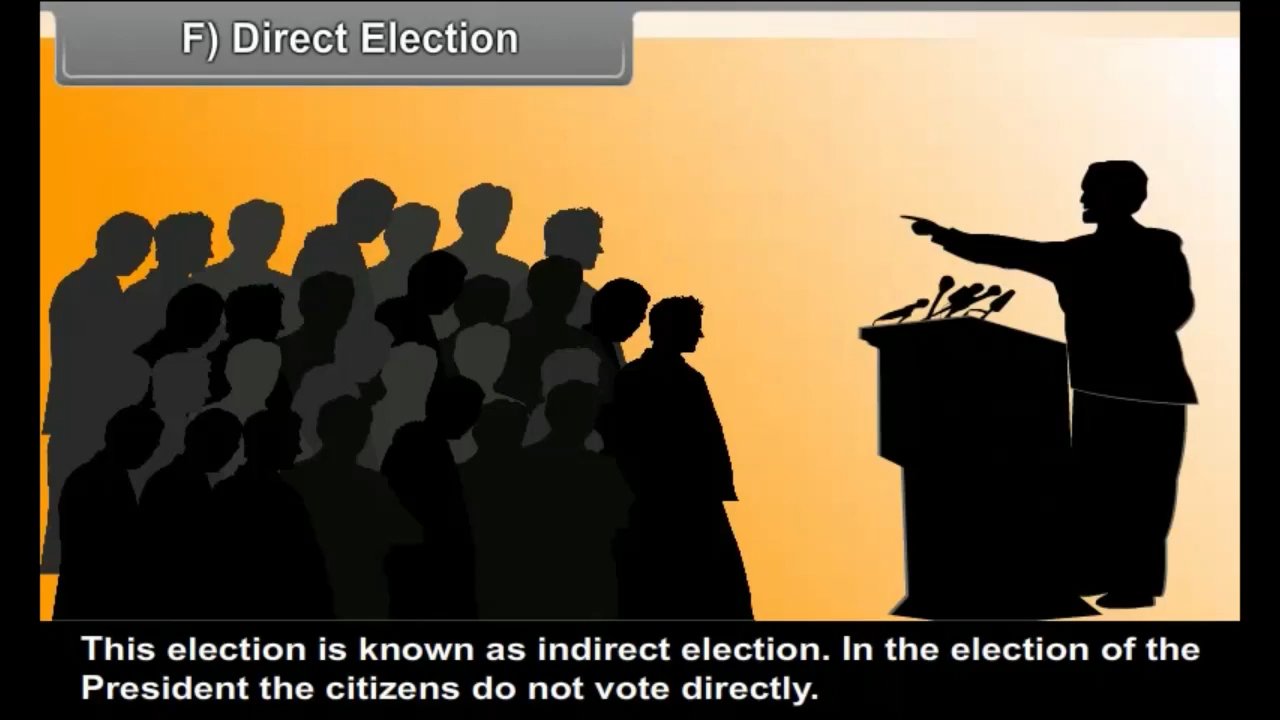 F) Direct Election
This election is known as indirect election. In the election of the
President the citizens do not vote directly.